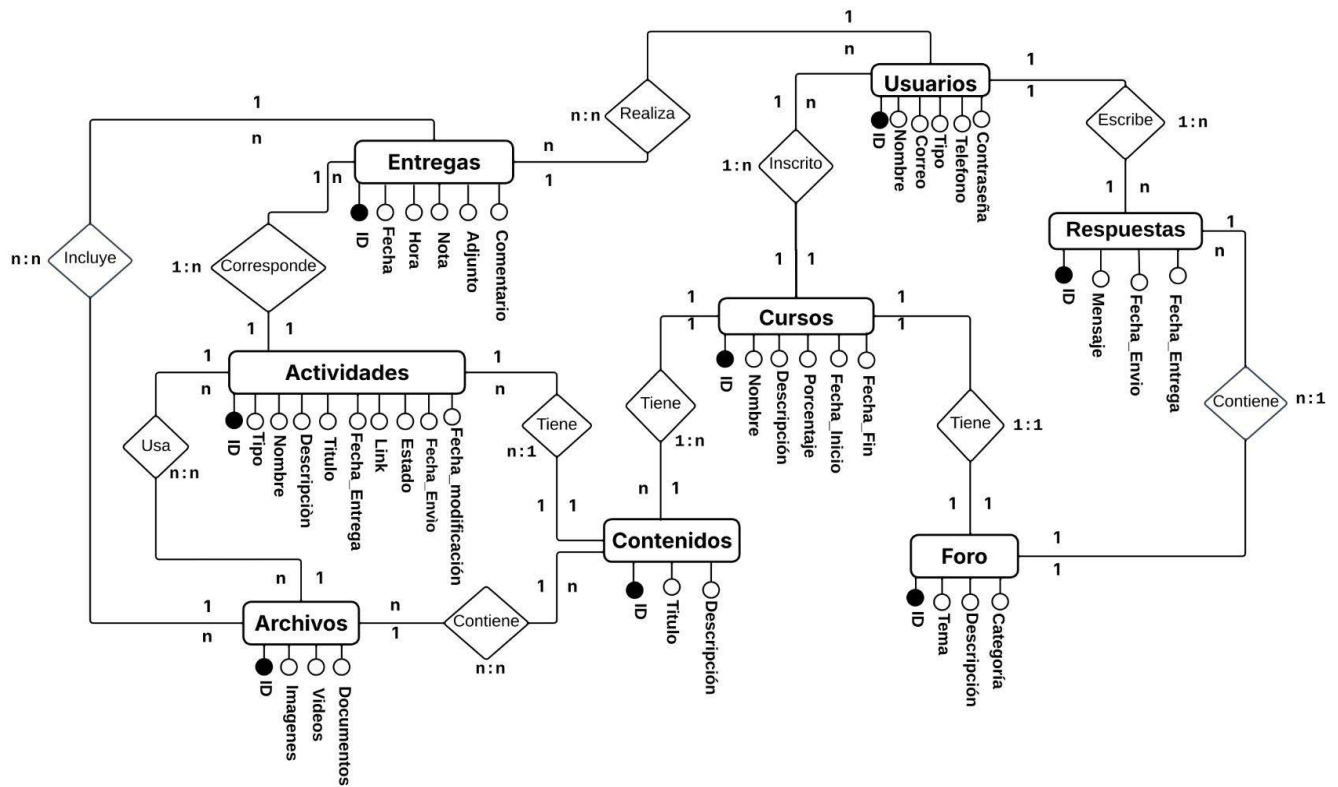 1
n
Realiza
n:n
n
1
Usuarios
ID
Nombre
Correo
Tipo
Telefono
Contraseña
1
1
Escribe
1:n
1 n
1 n
Inscrito
1:n
1 1
1
n
Entregas
ID
Fecha
Hora
Nota
Adjunto
Comentario
1 n
Corresponde
1:n
1 1
Incluye
n:n
1
n
Respuestas
ID
Mensaje
Fecha_Envio
Fecha_Entrega
1
n
Contiene
n:1
1
1
Cursos
ID
Nombre
Descripción
Porcentaje
Fecha_Inicio
Fecha_Fin
1
1
Tiene
1:n
n 1
1
1
Tiene
1:1
1 1
Actividades
ID
Tipo
Nombre
Descripciòn
Titulo
Fecha_Entrega
Link
Estado
Fecha_Envìo
Fecha_modificación
1
n
Usa
n:n
n 1
1
n
Tiene
n:1
1 1
Contenidos
ID
Titulo
Descripción
1 n
Contiene
n:n
n
1
Archivos
ID
Imagenes
Videos
Documentos
Foro
ID
Tema
Descripción
Categoría